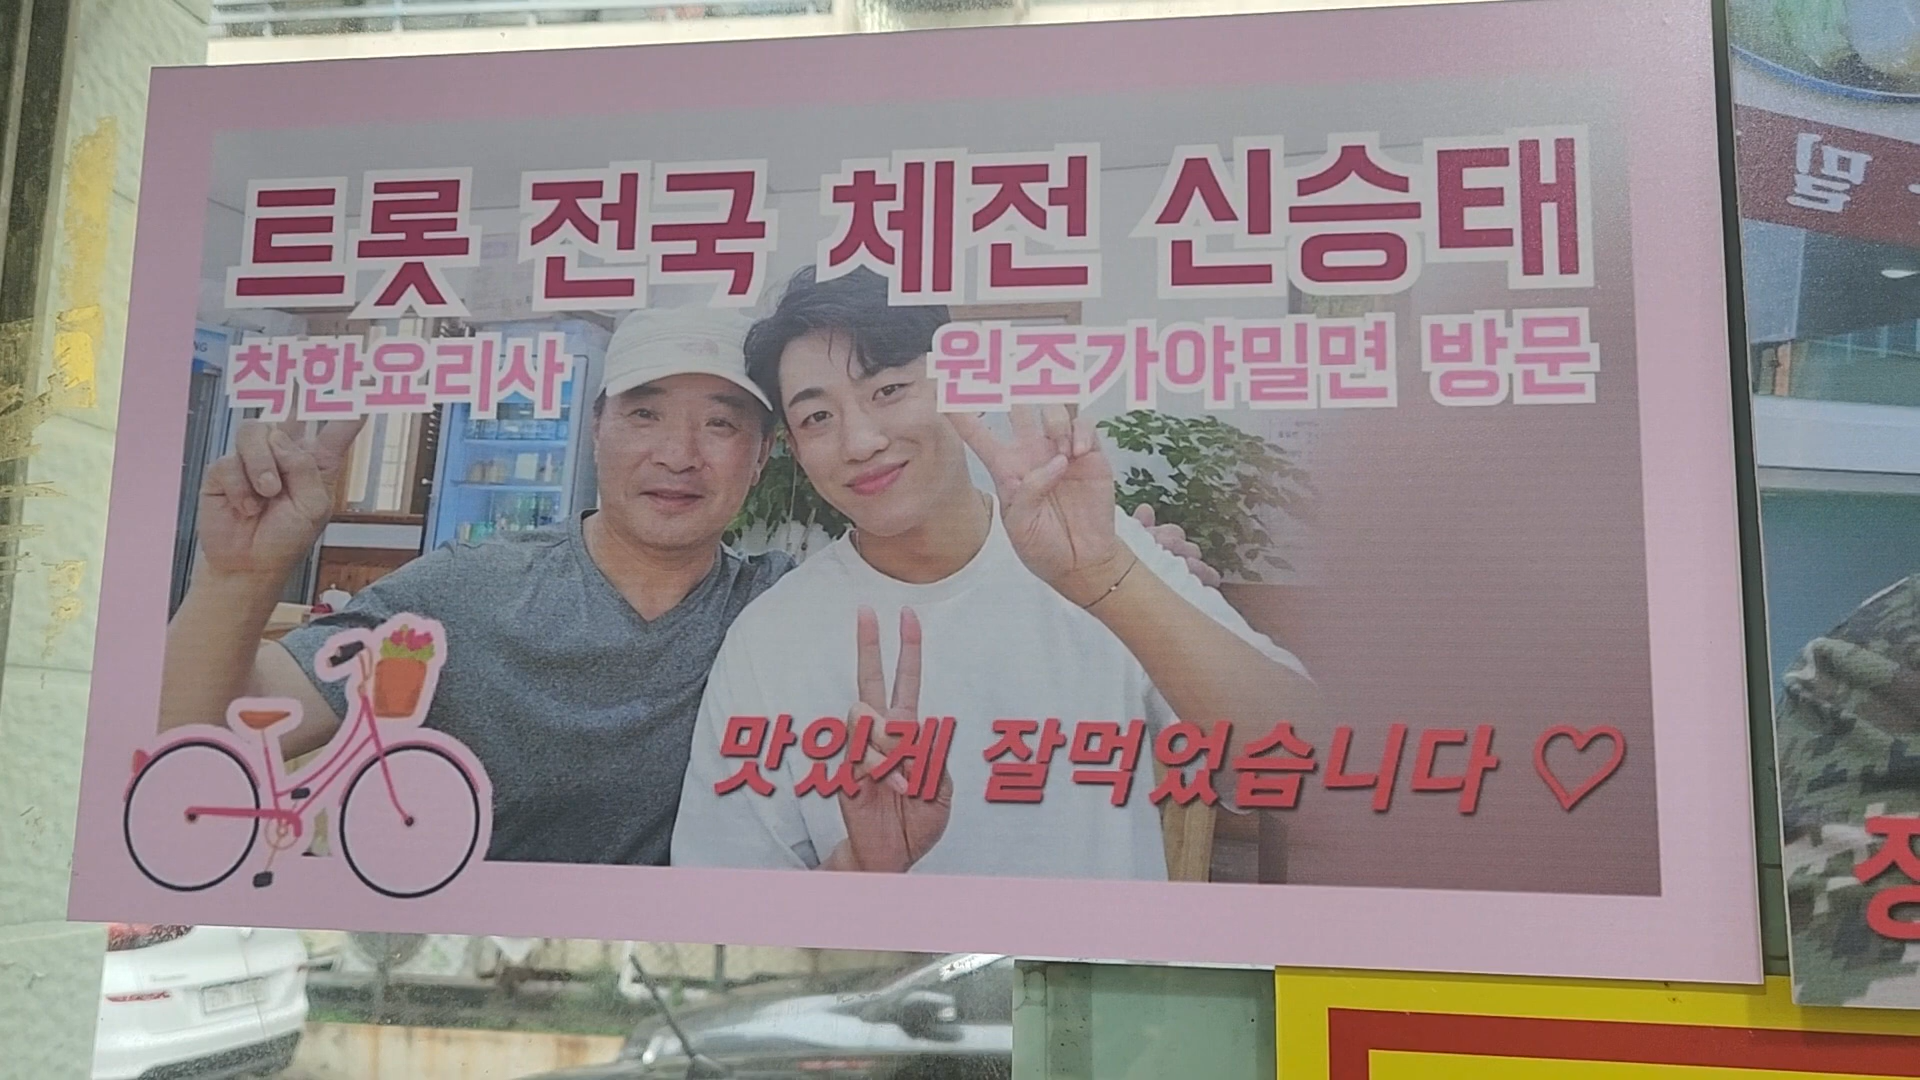 트롯 전국 체전 신승태
착한요리사 원조가야밀면 방문
맛있게 잘먹었습니다 ♡
밀